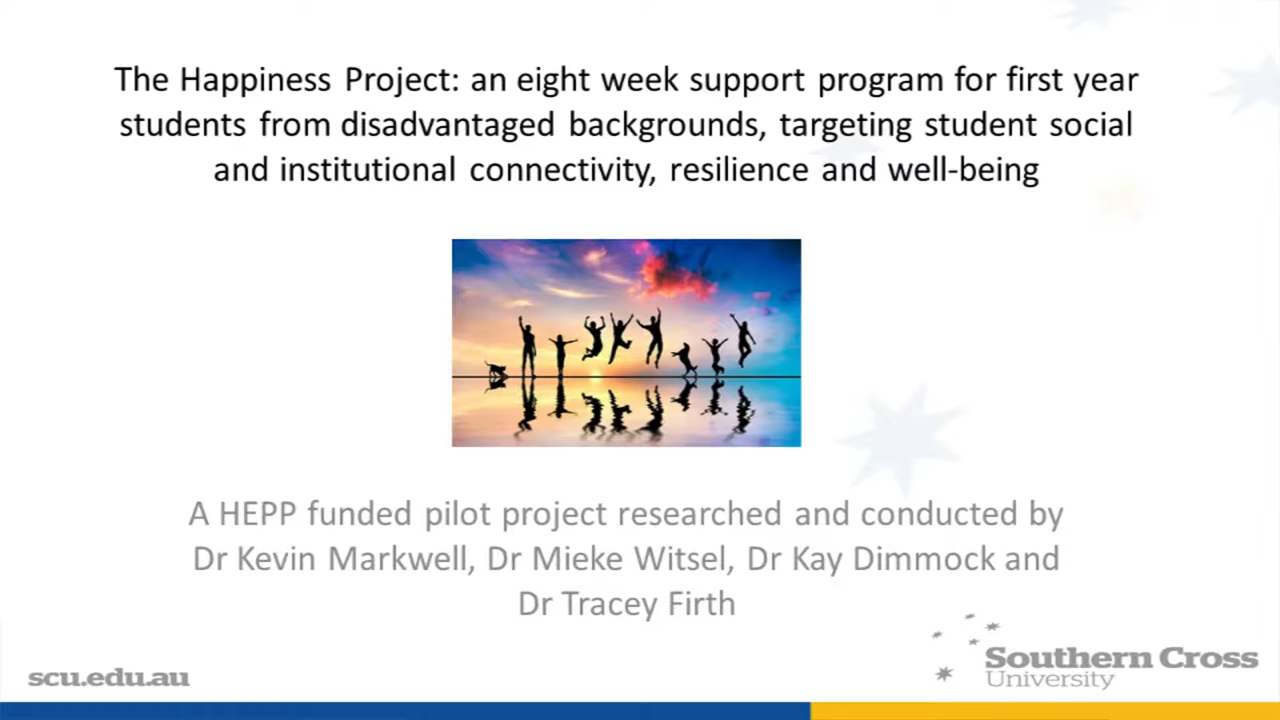 The Happiness Project: an eight week support program for first year
students from disadvantaged backgrounds, targeting student social
and institutional connectivity, resilience and well-being
A HEPP funded pilot project researched and conducted by
Dr Kevin Markwell, Dr Mieke Witsel, Dr Kay Dimmock and
Dr Tracey Firth
scu.edu.au
Southern Cross
University